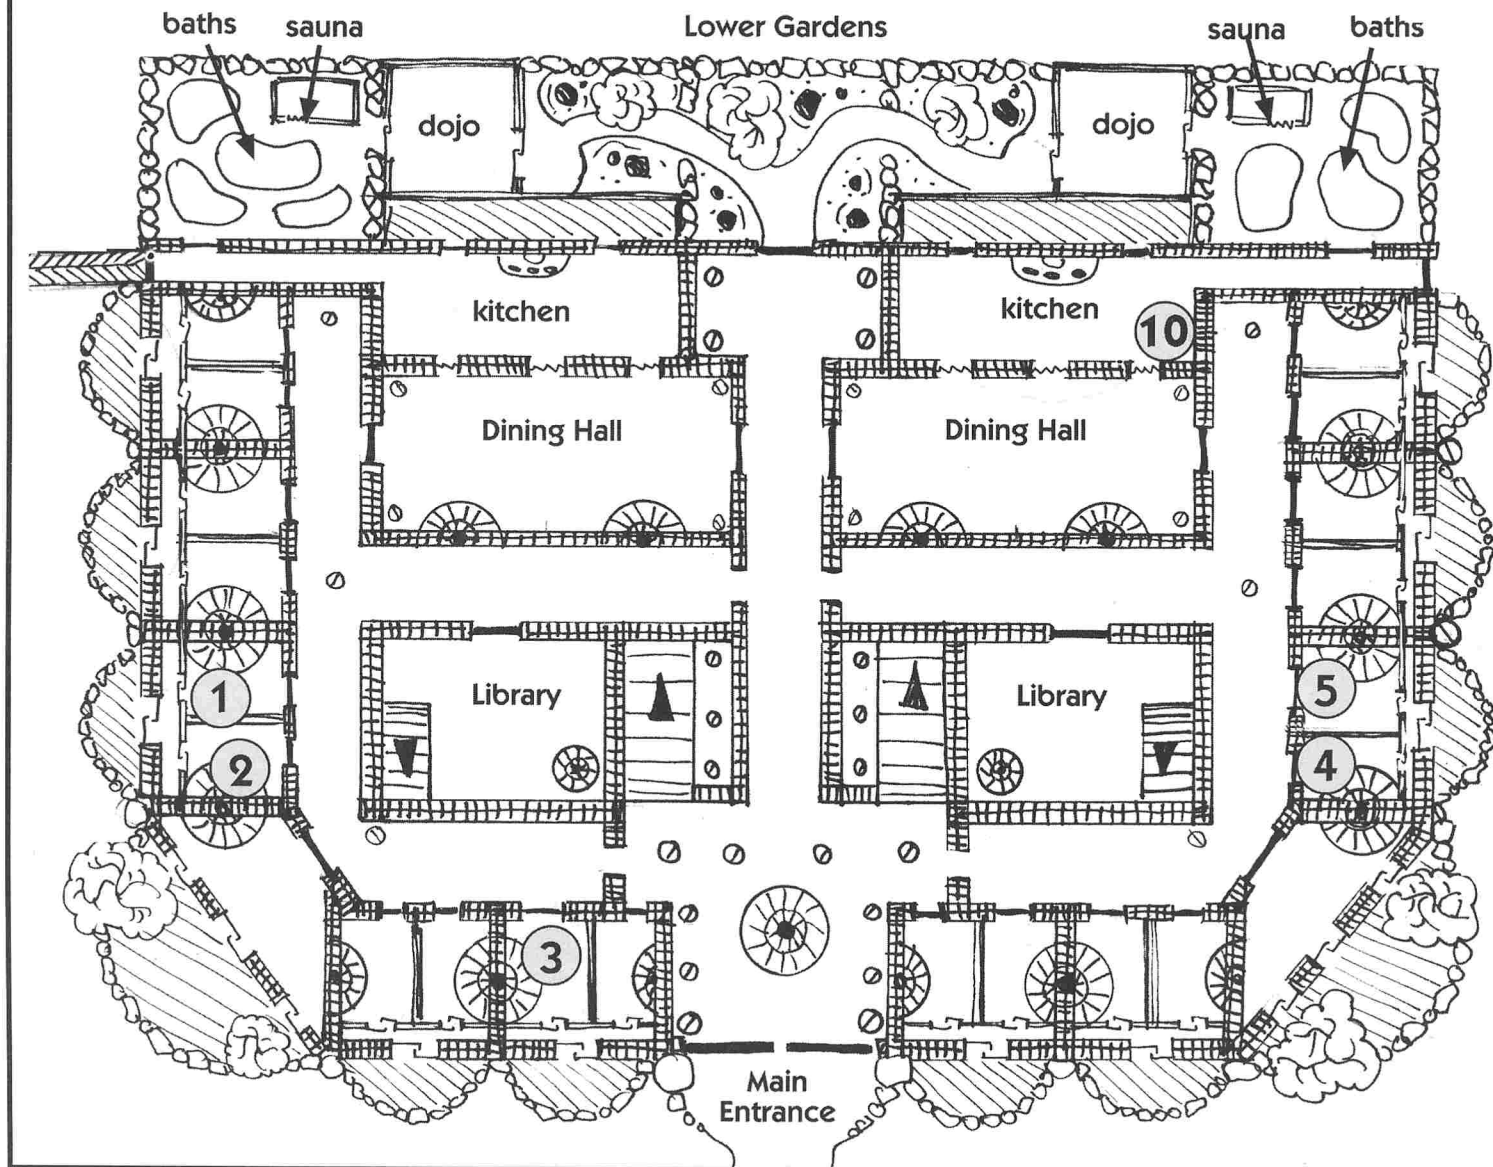 baths
sauna
Lower Gardens
sauna
baths
dojo
dojo
kitchen
kitchen
10
Dining Hall
Dining Hall
1
Library
Library
5
2
4
3
Main
Entrance